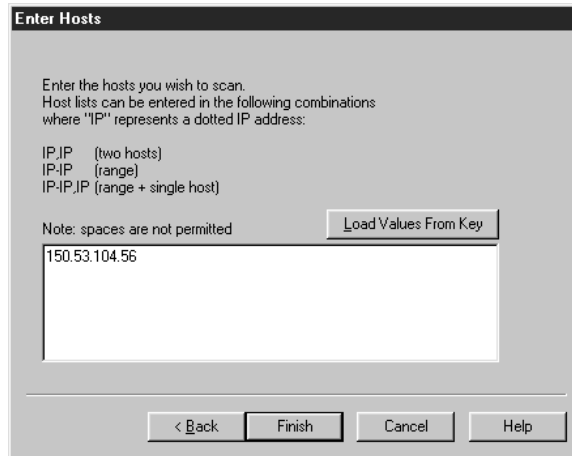 Enter Hosts
Enter the hosts you wish to scan.
Host lists can be entered in the following combinations
where "IP" represents a dotted IP address:
IP,IP (two hosts)
IP-IP (range)
IP-IP,IP (range + single host)
Note: spaces are not permitted
Load Values From Key
150.53.104.56
< Back Finish Cancel Help